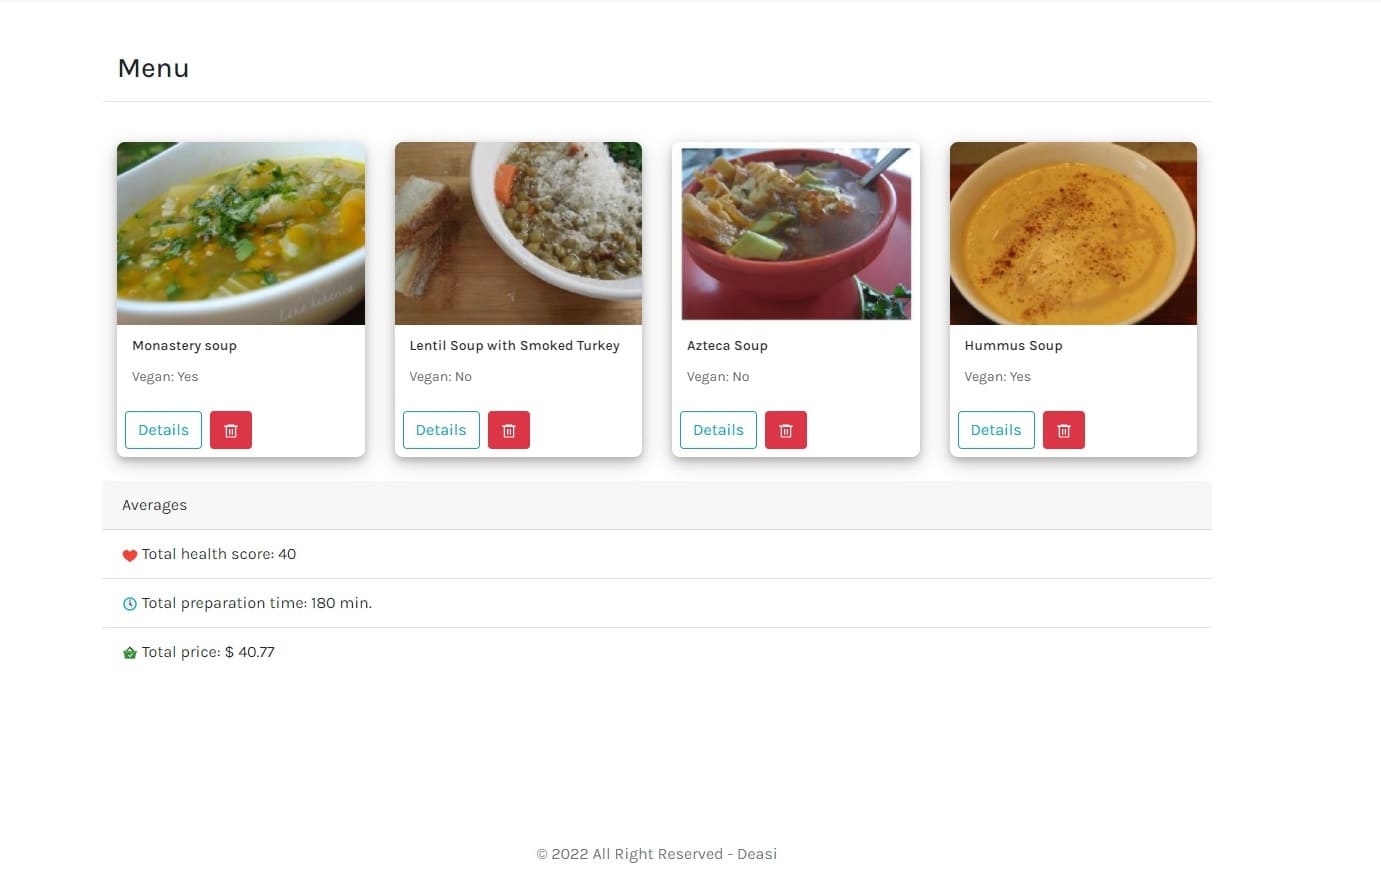 Menu
Monastery soup
Vegan: Yes
Details
Lentil Soup with Smoked Turkey
Vegan: No
Details
Azteca Soup
Vegan: No
Details
Hummus Soup
Vegan: Yes
Details
Averages
Total health score: 40
Total preparation time: 180 min.
Total price: $ 40.77
© 2022 All Right Reserved - Deasi